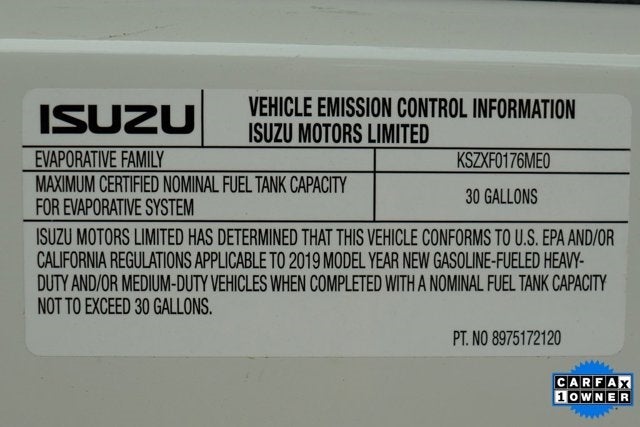 ISUZU
VEHICLE EMISSION CONTROL INFORMATION
ISUZU MOTORS LIMITED
EVAPORATIVE FAMILY KSZXF0176ME0
MAXIMUM CERTIFIED NOMINAL FUEL TANK CAPACITY
FOR EVAPORATIVE SYSTEM
30 GALLONS
ISUZU MOTORS LIMITED HAS DETERMINED THAT THIS VEHICLE CONFORMS TO U.S. EPA AND/OR
CALIFORNIA REGULATIONS APPLICABLE TO 2019 MODEL YEAR NEW GASOLINE-FUELED HEAVY-
DUTY AND/OR MEDIUM-DUTY VEHICLES WHEN COMPLETED WITH A NOMINAL FUEL TANK CAPACITY
NOT TO EXCEED 30 GALLONS.
PT. NO 8975172120
CARFAX
1 OWNER